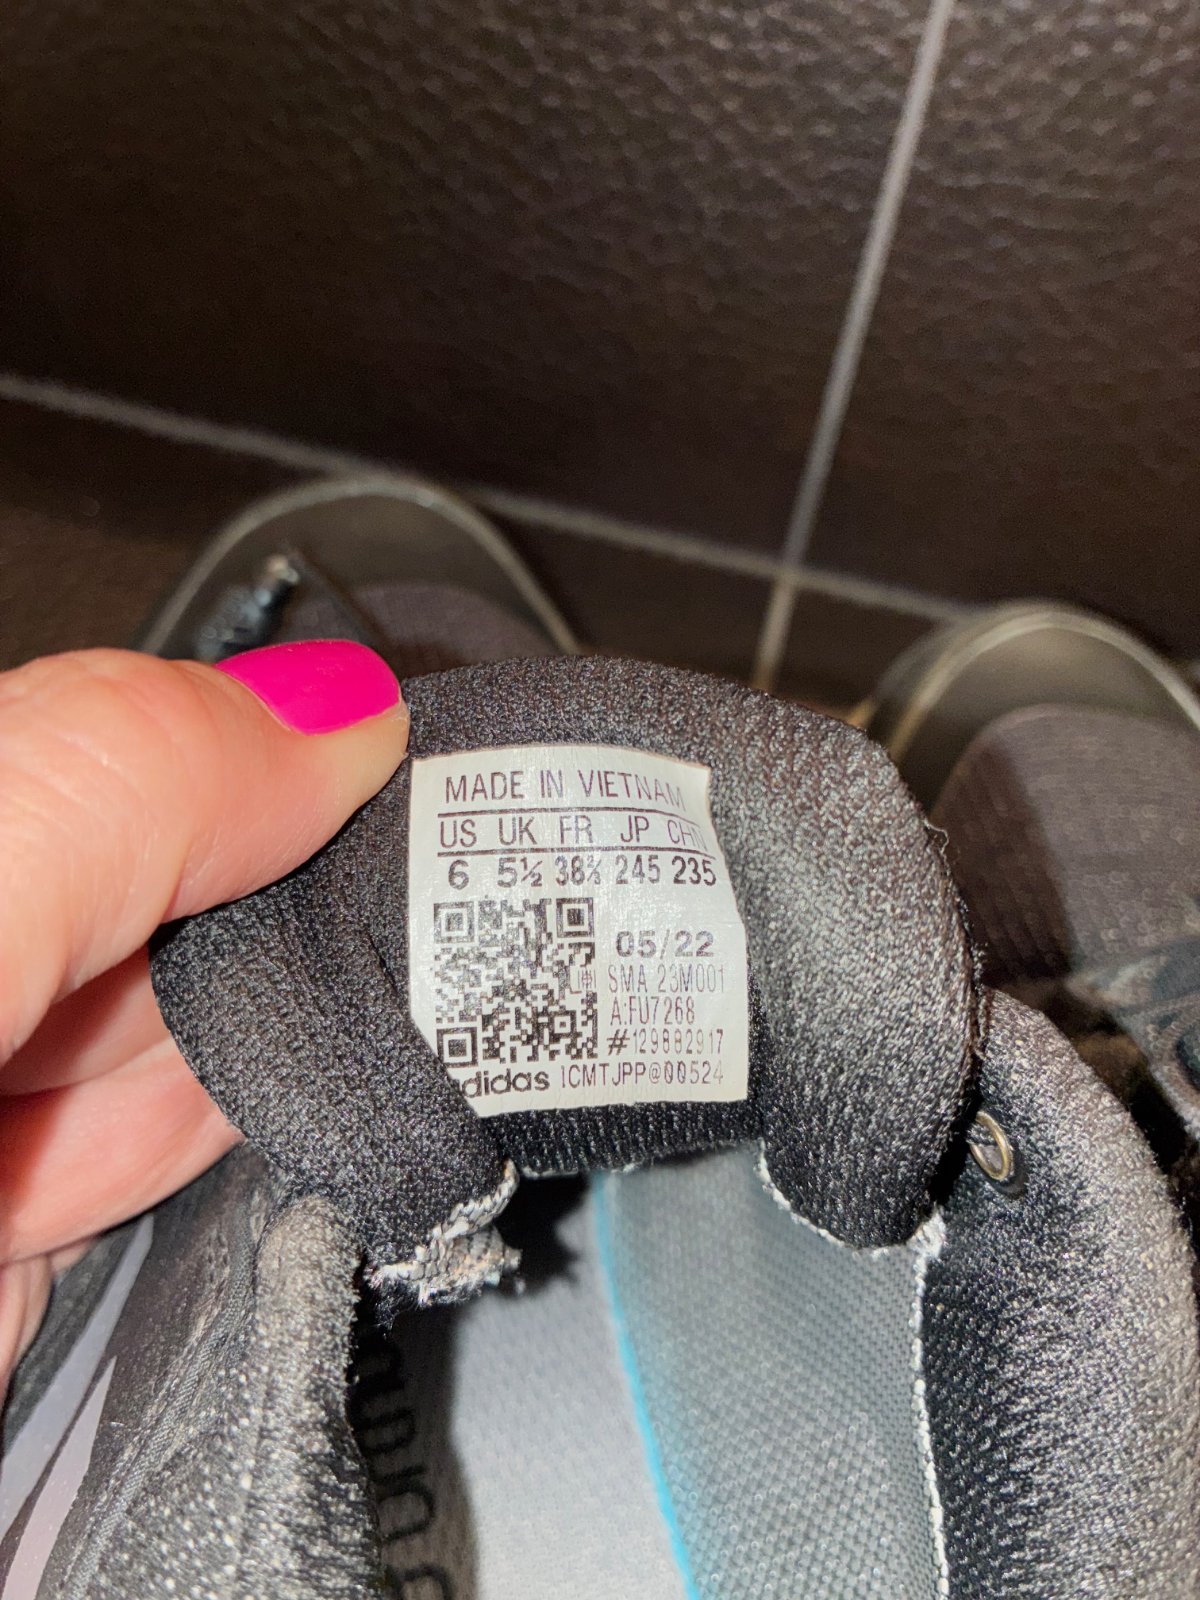 MADE IN VIETNAM
US UK FR JP CHN
6 5½ 38⅔ 245 235
05/22
SMA 23M001
A:FU7268
#129882917
adidas 1CMTJPP@00524